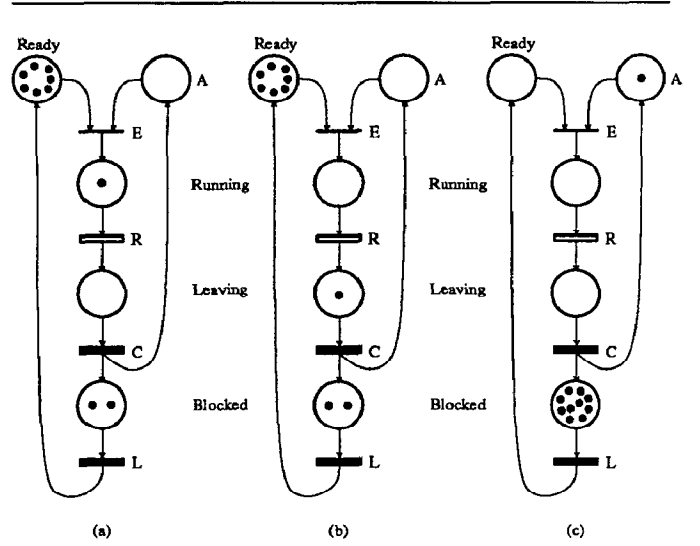 Ready
A
E
Running
R
Leaving
C
Blocked
L
(a)
Ready
A
E
Running
R
Leaving
C
Blocked
L
(b)
Ready
A
E
R
C
L
(c)